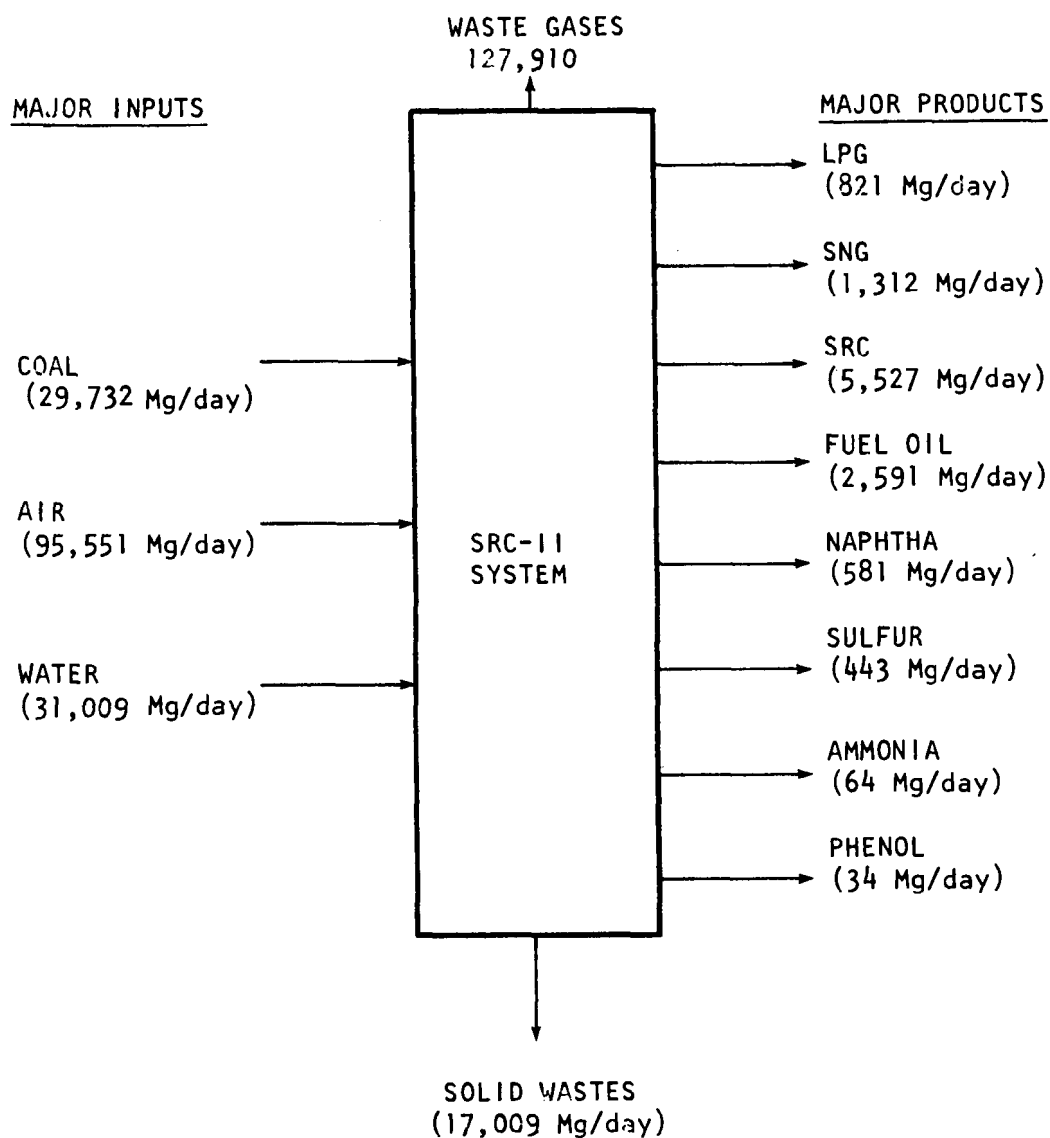 WASTE GASES
127,910
MAJOR INPUTS
MAJOR PRODUCTS
LPG
(821 Mg/day)
SNG
(1,312 Mg/day)
COAL
(29,732 Mg/day)
SRC
(5,527 Mg/day)
FUEL OIL
(2,591 Mg/day)
AIR
(95,551 Mg/day)
SRC-II
SYSTEM
NAPHTHA
(581 Mg/day)
WATER
(31,009 Mg/day)
SULFUR
(443 Mg/day)
AMMONIA
(64 Mg/day)
PHENOL
(34 Mg/day)
SOLID WASTES
(17,009 Mg/day)